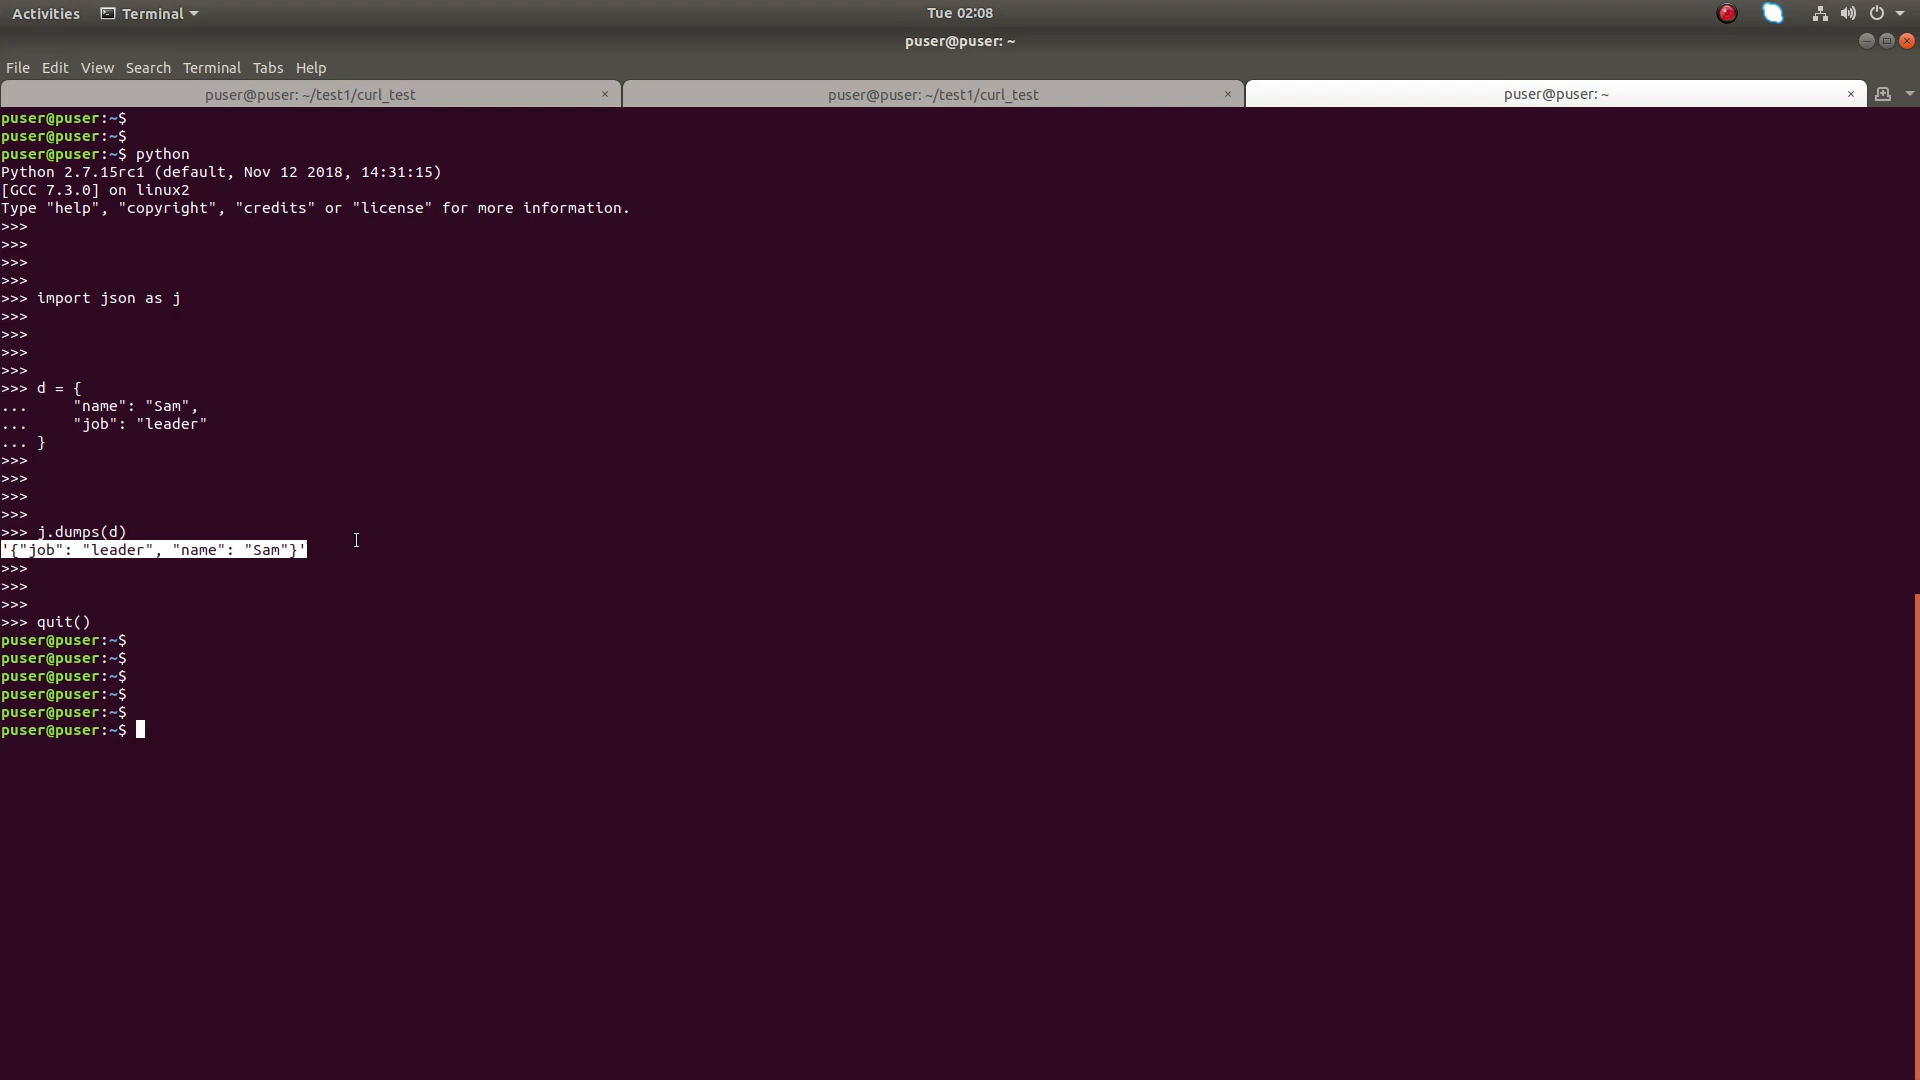 Activities Terminal Tue 02:08
puser@puser: ~
File Edit View Search Terminal Tabs Help
puser@puser: ~/test1/curl_test × puser@puser: ~/test1/curl_test × puser@puser: ~ ×
puser@puser:~$
puser@puser:~$
puser@puser:~$ python
Python 2.7.15rc1 (default, Nov 12 2018, 14:31:15)
[GCC 7.3.0] on linux2
Type "help", "copyright", "credits" or "license" for more information.
>>>
>>>
>>>
>>>
>>> import json as j
>>>
>>>
>>>
>>>
>>> d = {
...     "name": "Sam",
...     "job": "leader"
... }
>>>
>>>
>>>
>>>
>>> j.dumps(d)
'{"job": "leader", "name": "Sam"}'
>>>
>>>
>>>
>>> quit()
puser@puser:~$
puser@puser:~$
puser@puser:~$
puser@puser:~$
puser@puser:~$
puser@puser:~$